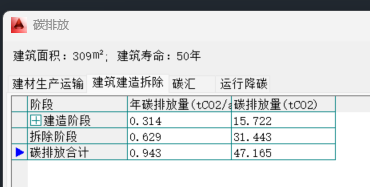 碳排放
建筑面积：309㎡；建筑寿命：50年
建材生产运输 建筑建造拆除 碳汇 运行降碳
阶段 年碳排放量(tCO2/a 碳排放量(tCO2)
建造阶段 0.314 15.722
拆除阶段 0.629 31.443
碳排放合计 0.943 47.165